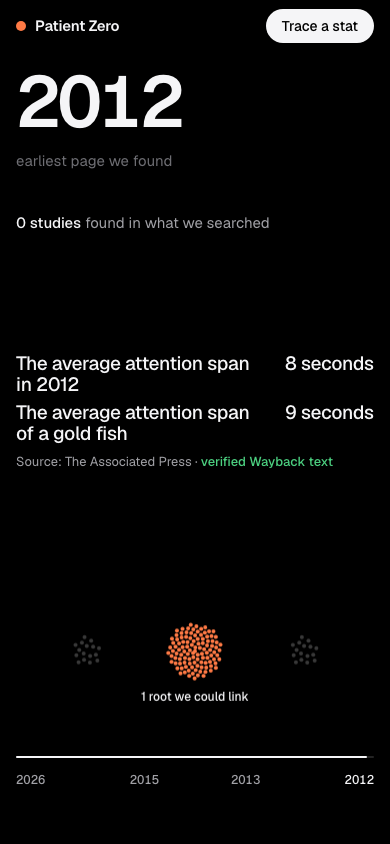 Patient Zero
Trace a stat
2012
earliest page we found
0 studies found in what we searched
The average attention span 8 seconds
in 2012
The average attention span 9 seconds
of a gold fish
Source: The Associated Press · verified Wayback text
1 root we could link
2026 2015 2013 2012